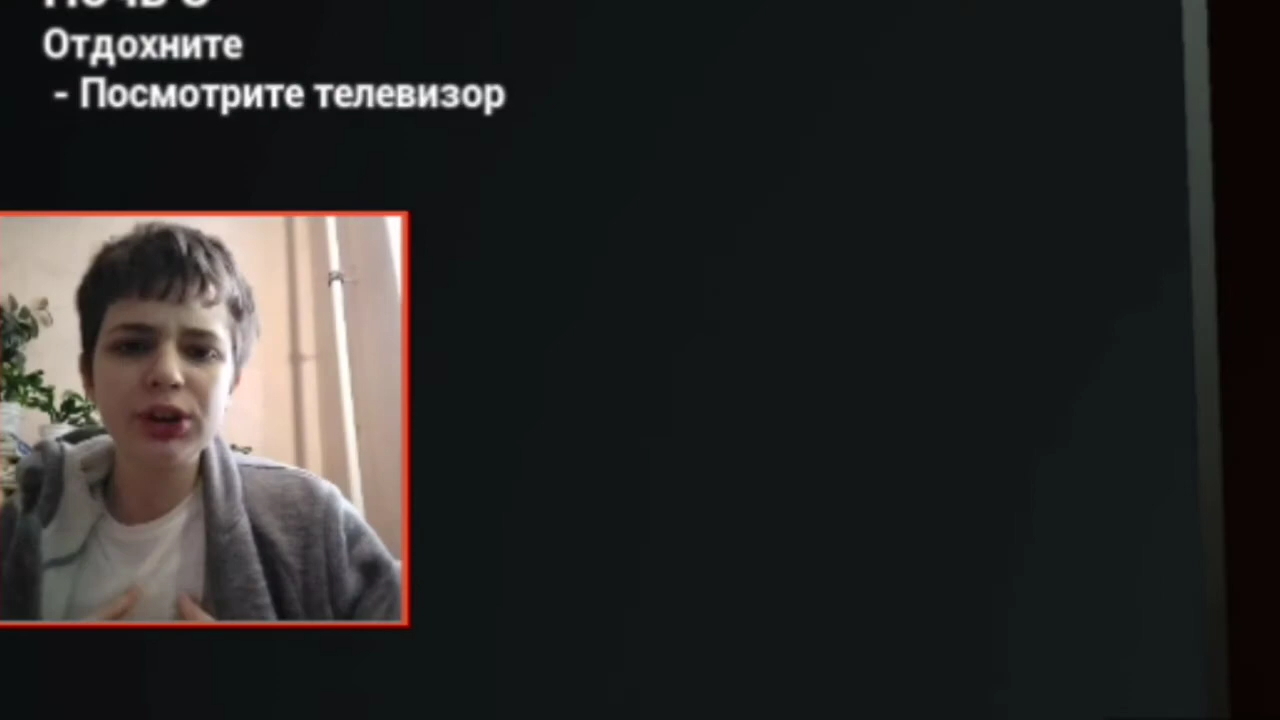 Отдохните
- Посмотрите телевизор